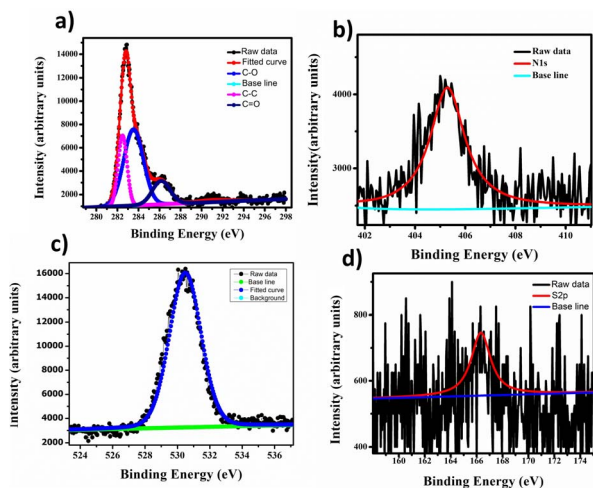 a)
Intensity (arbitrary units)
14000
12000
10000
8000
6000
4000
2000
Raw data
Fitted curve
C-O
Base line
C-C
C=O
280 282 284 286 288 290 292 294 296 298
Binding Energy (eV)
b)
Intensity (arbitrary units)
4000
3000
Raw data
N1s
Base line
402 404 406 408 410
Binding Energy (eV)
c)
Intensity (arbitrary units)
16000
14000
12000
10000
8000
6000
4000
2000
Raw data
Base line
Fitted curve
Background
524 526 528 530 532 534 536
Binding Energy (eV)
d)
Intensity (arbitrary units)
800
600
400
Raw data
S2p
Base line
160 162 164 166 168 170 172 174
Binding Energy (eV)